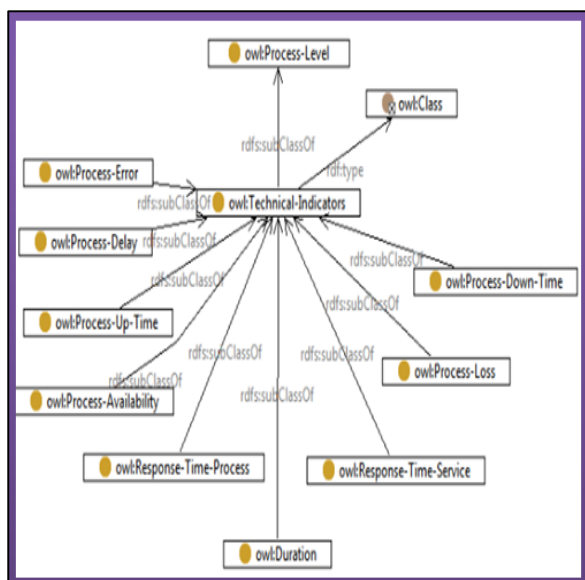 owl:Process-Level
owl:Class
rdfs:subClassOf
rdf:type
owl:Process-Error
rdfs:subClassOf
owl:Technical-Indicators
owl:Process-Delay
rdfs:subClassOf
rdfs:subClassOf
rdfs:subClassOf
owl:Process-Down-Time
owl:Process-Up-Time
rdfs:subClassOf
rdfs:subClassOf
rdfs:subClassOf
owl:Process-Loss
rdfs:subClassOf
rdfs:subClassOf
owl:Process-Availability
owl:Response-Time-Process
owl:Response-Time-Service
owl:Duration